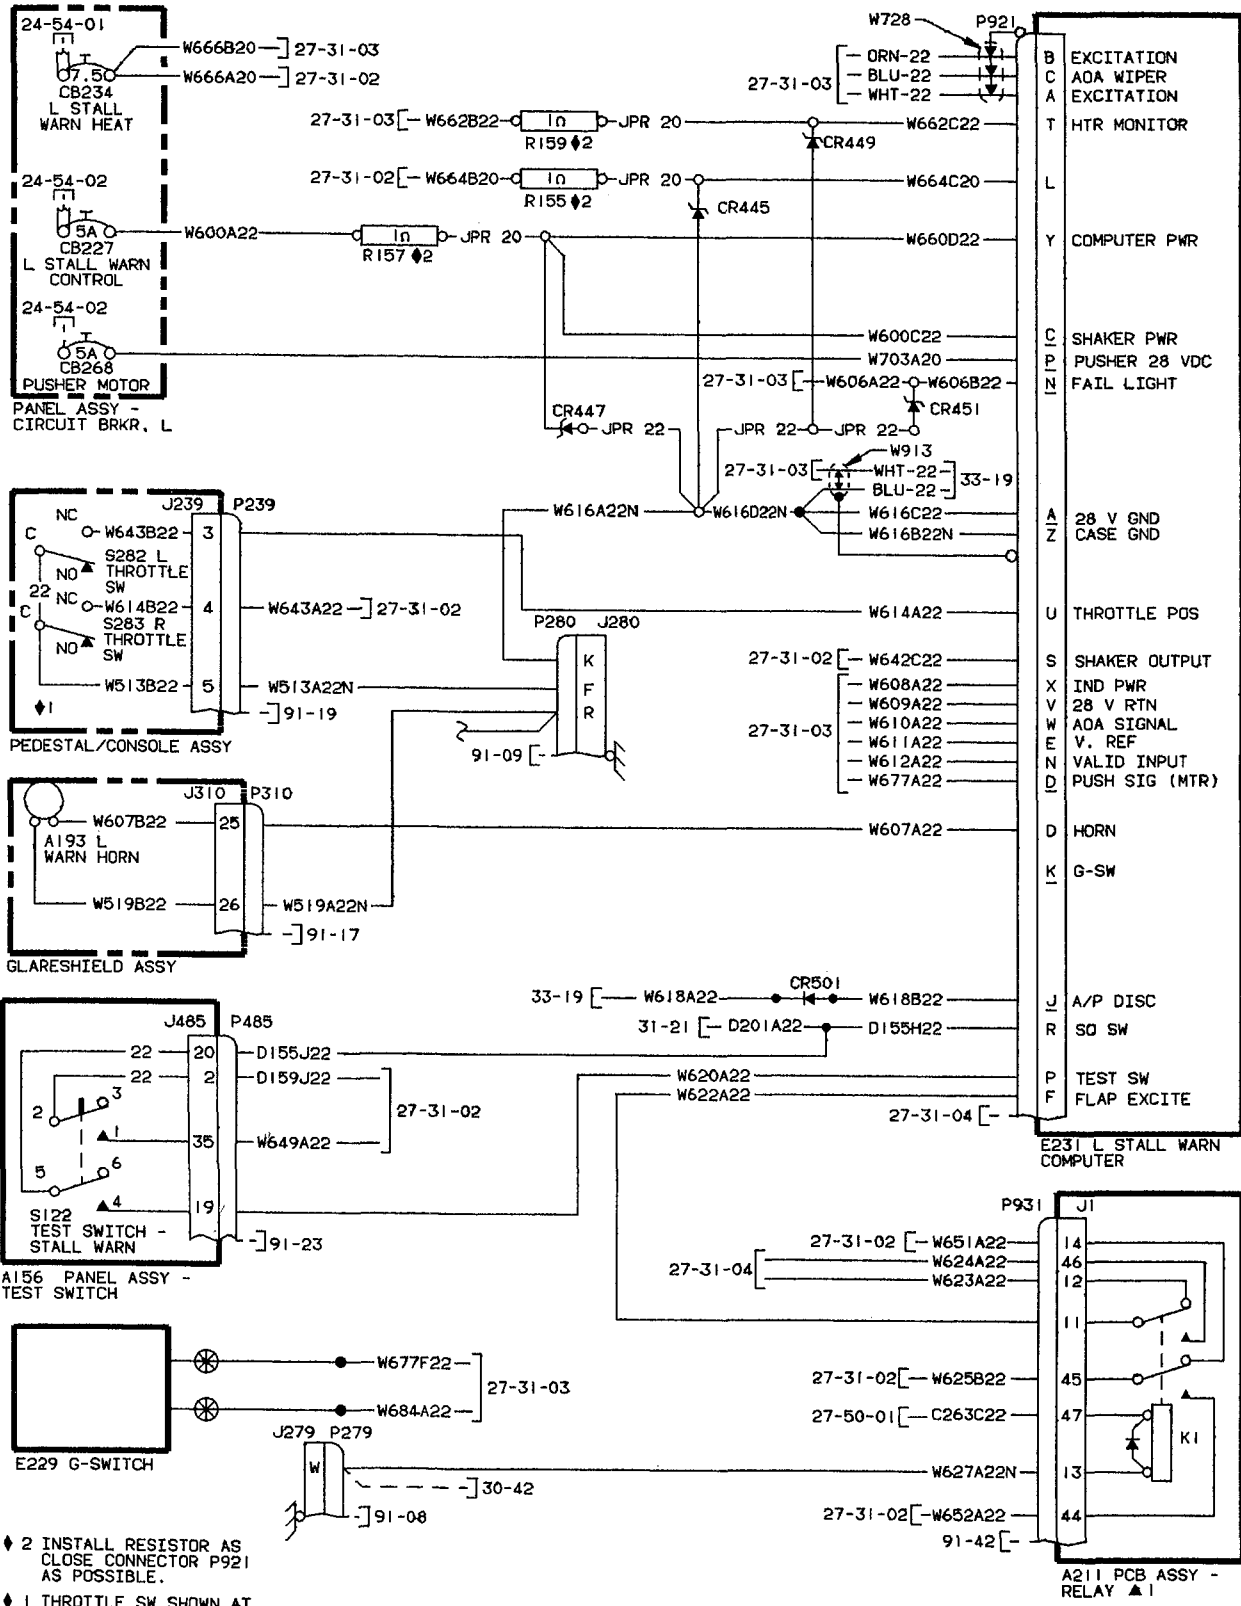 24-54-01
7.5
CB234
L STALL
WARN HEAT
W666B20
27-31-03
W666A20
27-31-02
24-54-02
5A
CB227
L STALL WARN
CONTROL
W600A22
24-54-02
5A
CB268
PUSHER MOTOR
PANEL ASSY -
CIRCUIT BRKR, L
27-31-03
W662B22
1Ω
R159 ♦2
JPR 20
CR449
W662C22
27-31-02
W664B20
1Ω
R155 ♦2
JPR 20
CR445
W664C20
1Ω
R157 ♦2
JPR 20
W660D22
W600C22
W703A20
27-31-03
W606A22
W606B22
CR451
CR447
JPR 22
JPR 22
JPR 22
W913
27-31-03
WHT-22
BLU-22
33-19
W616A22N
W616D22N
W616C22
W616B22N
W728
P921
27-31-03
ORN-22
BLU-22
WHT-22
B EXCITATION
C AOA WIPER
A EXCITATION
T HTR MONITOR
L
Y COMPUTER PWR
C SHAKER PWR
P PUSHER 28 VDC
N FAIL LIGHT
A 28 V GND
Z CASE GND
U THROTTLE POS
S SHAKER OUTPUT
X IND PWR
V 28 V RTN
W AOA SIGNAL
E V. REF
N VALID INPUT
D PUSH SIG (MTR)
D HORN
K G-SW
J A/P DISC
R SO SW
P TEST SW
F FLAP EXCITE
E231 L STALL WARN
COMPUTER
J239
P239
NC
C
W643B22
3
S282 L
THROTTLE
SW
NO
22
NC
C
W614B22
4
W643A22
27-31-02
S283 R
THROTTLE
SW
NO
W513B22
5
W513A22N
♦1
91-19
PEDESTAL/CONSOLE ASSY
W614A22
P280
J280
K
F
R
91-09
27-31-02
W642C22
27-31-03
W608A22
W609A22
W610A22
W611A22
W612A22
W677A22
J310
P310
W607B22
25
W607A22
A193 L
WARN HORN
W519B22
26
W519A22N
91-17
GLARESHIELD ASSY
33-19
W618A22
CR501
W618B22
31-21
D201A22
D155H22
J485
P485
22
20
D155J22
22
2
D159J22
27-31-02
2
3
1
35
W649A22
5
6
4
19
S122
TEST SWITCH -
STALL WARN
91-23
A156 PANEL ASSY -
TEST SWITCH
W620A22
W622A22
27-31-04
E229 G-SWITCH
W677F22
27-31-03
W684A22
J279
P279
W
30-42
91-08
P931
J1
27-31-02
W651A22
14
27-31-04
W624A22
46
W623A22
12
11
27-31-02
W625B22
45
27-50-01
C263C22
47
K1
W627A22N
13
27-31-02
W652A22
44
91-42
A211 PCB ASSY -
RELAY ▲1
♦ 2 INSTALL RESISTOR AS
CLOSE CONNECTOR P921
AS POSSIBLE.
♦ 1 THROTTLE SW SHOWN AT